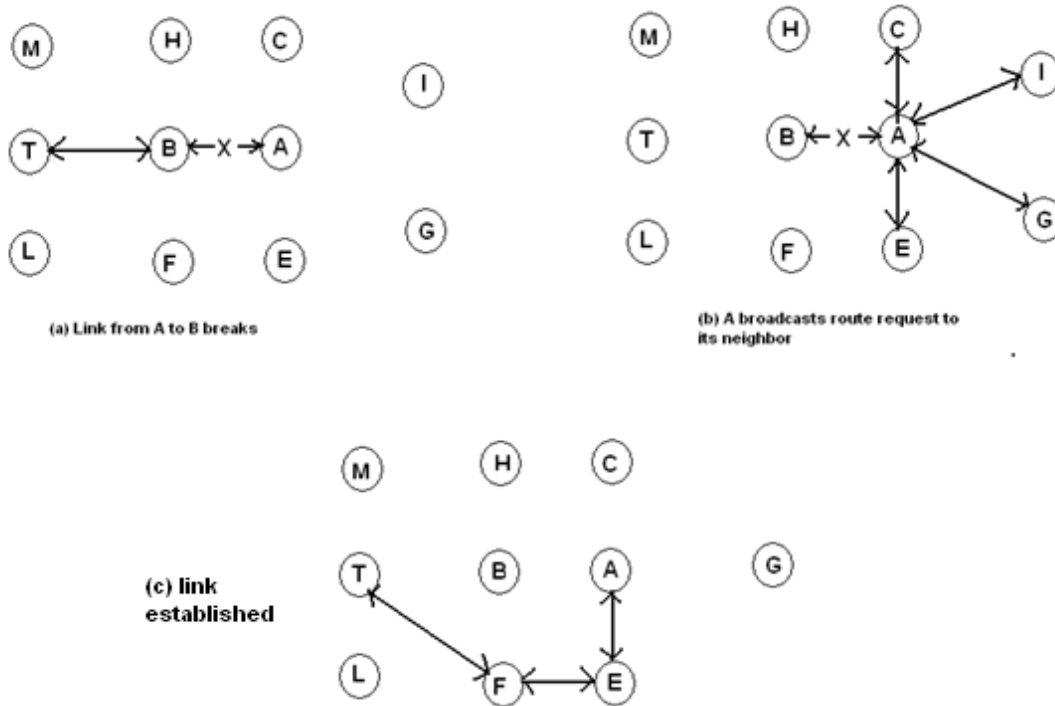 M H C
I
T B X A
G
L F E
(a) Link from A to B breaks
M H C
I
T B X A
G
L F E
(b) A broadcasts route request to
its neighbor
M H C
T B A G
(c) link
established
L F E